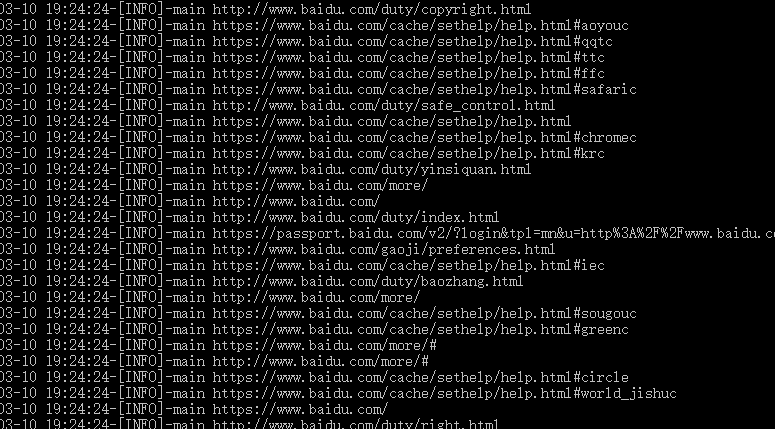 03-10 19:24:24-[INFO]-main http://www.baidu.com/duty/copyright.html
03-10 19:24:24-[INFO]-main https://www.baidu.com/cache/sethelp/help.html#aoyouc
03-10 19:24:24-[INFO]-main https://www.baidu.com/cache/sethelp/help.html#qqtc
03-10 19:24:24-[INFO]-main https://www.baidu.com/cache/sethelp/help.html#ttc
03-10 19:24:24-[INFO]-main https://www.baidu.com/cache/sethelp/help.html#ffc
03-10 19:24:24-[INFO]-main https://www.baidu.com/cache/sethelp/help.html#safaric
03-10 19:24:24-[INFO]-main http://www.baidu.com/duty/safe_control.html
03-10 19:24:24-[INFO]-main https://www.baidu.com/cache/sethelp/help.html
03-10 19:24:24-[INFO]-main https://www.baidu.com/cache/sethelp/help.html#chromec
03-10 19:24:24-[INFO]-main https://www.baidu.com/cache/sethelp/help.html#krc
03-10 19:24:24-[INFO]-main http://www.baidu.com/duty/yinsiquan.html
03-10 19:24:24-[INFO]-main https://www.baidu.com/more/
03-10 19:24:24-[INFO]-main http://www.baidu.com/
03-10 19:24:24-[INFO]-main http://www.baidu.com/duty/index.html
03-10 19:24:24-[INFO]-main https://passport.baidu.com/v2/?login&tpl=mn&u=http%3A%2F%2Fwww.baidu.co
03-10 19:24:24-[INFO]-main http://www.baidu.com/gaoji/preferences.html
03-10 19:24:24-[INFO]-main https://www.baidu.com/cache/sethelp/help.html#iec
03-10 19:24:24-[INFO]-main http://www.baidu.com/duty/baozhang.html
03-10 19:24:24-[INFO]-main http://www.baidu.com/more/
03-10 19:24:24-[INFO]-main https://www.baidu.com/cache/sethelp/help.html#sougouc
03-10 19:24:24-[INFO]-main https://www.baidu.com/cache/sethelp/help.html#greenc
03-10 19:24:24-[INFO]-main https://www.baidu.com/more/#
03-10 19:24:24-[INFO]-main http://www.baidu.com/more/#
03-10 19:24:24-[INFO]-main https://www.baidu.com/cache/sethelp/help.html#circle
03-10 19:24:24-[INFO]-main https://www.baidu.com/cache/sethelp/help.html#world_jishuc
03-10 19:24:24-[INFO]-main https://www.baidu.com/
03-10 19:24:24-[INFO]-main http://www.baidu.com/duty/right.html